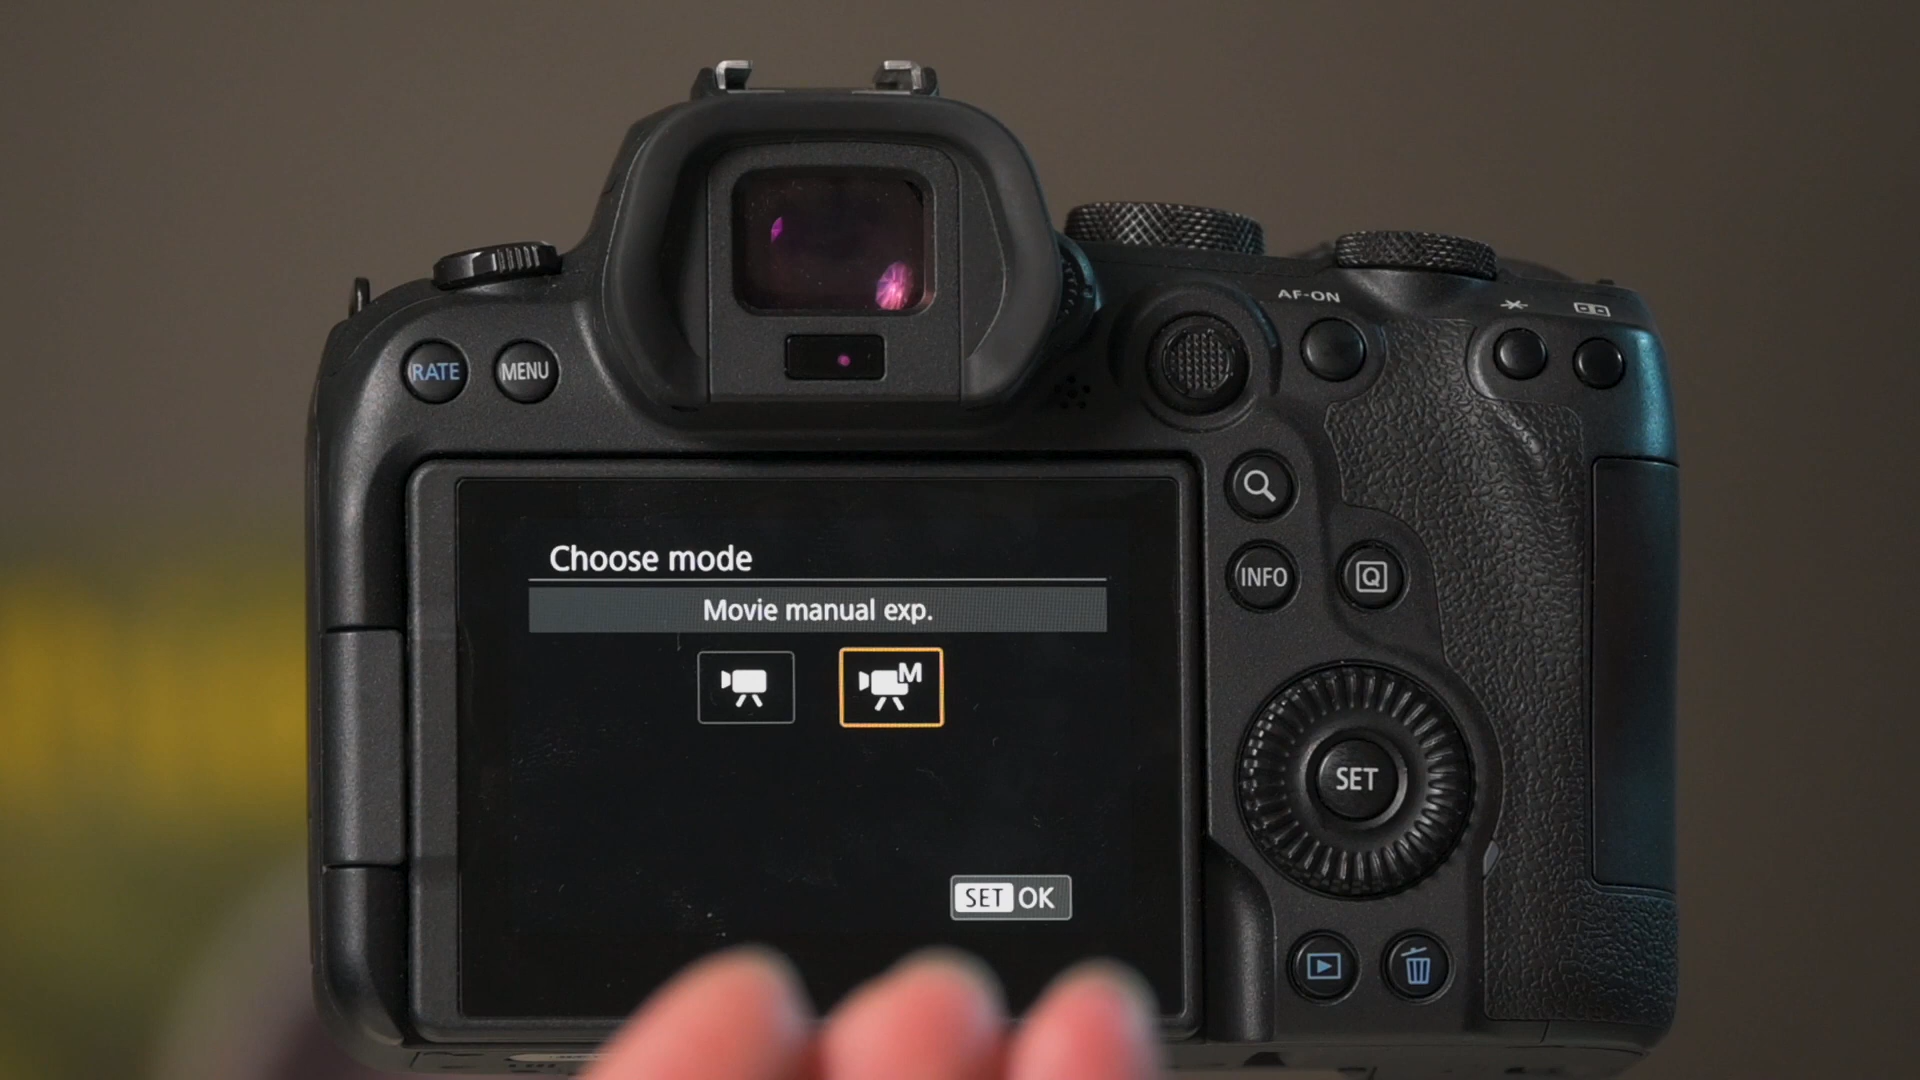 AF-ON
RATE
MENU
INFO
Q
Choose mode
Movie manual exp.
M
SET OK
SET